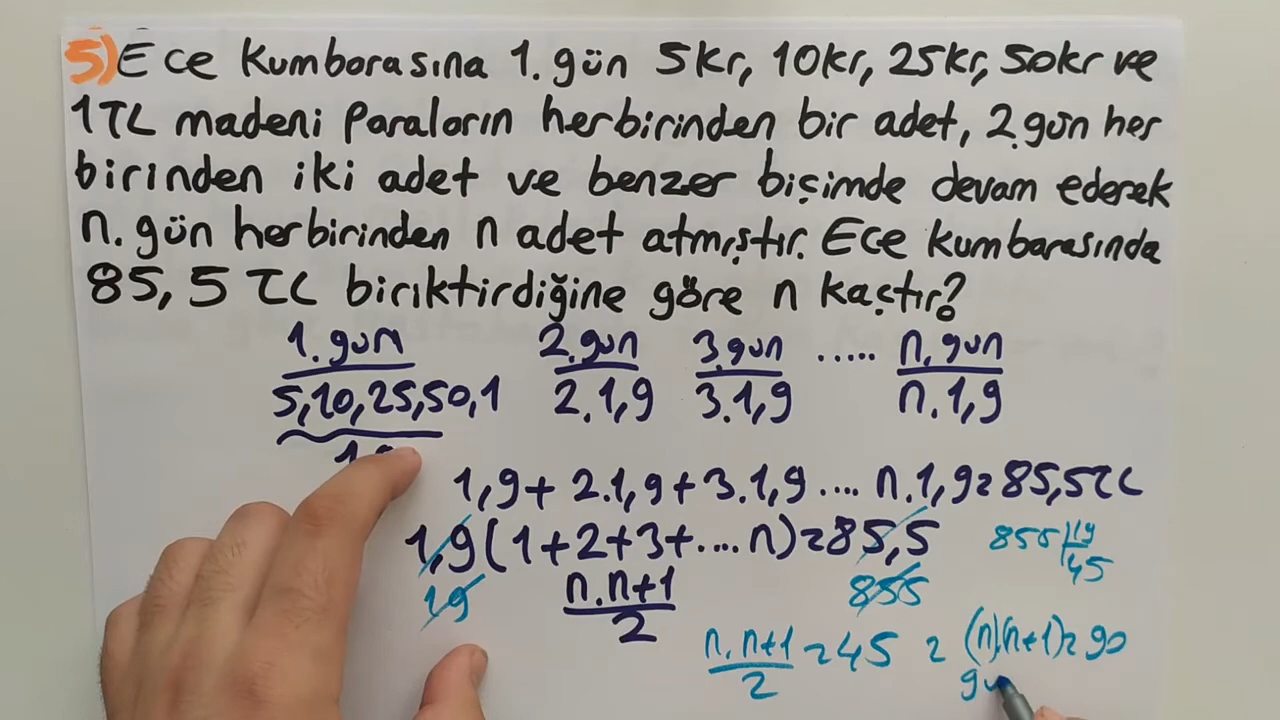 5) Ece Kumborasına 1. gün 5kr, 10kr, 25kr, 50kr ve
1TL madeni Paraların herbirinden bir adet, 2. gün her
birinden iki adet ve benzer biçimde devam ederek
n. gün herbirinden n adet atmıştır. Ece kumbarasında
85,5 TL biriktirdiğine göre n kaçtır?
1. gün 2. gün 3. gün ..... n. gün
5,10,25,50,1 2.1,9 3.1,9 n.1,9
1,9+ 2.1,9+3.1,9 .... n.1,9=85,5TL
1,9(1+2+3+....n)=85,5
19 855
855 19
45
n.n+1
2
n.n+1 =45 = (n).(n+1)=90
2